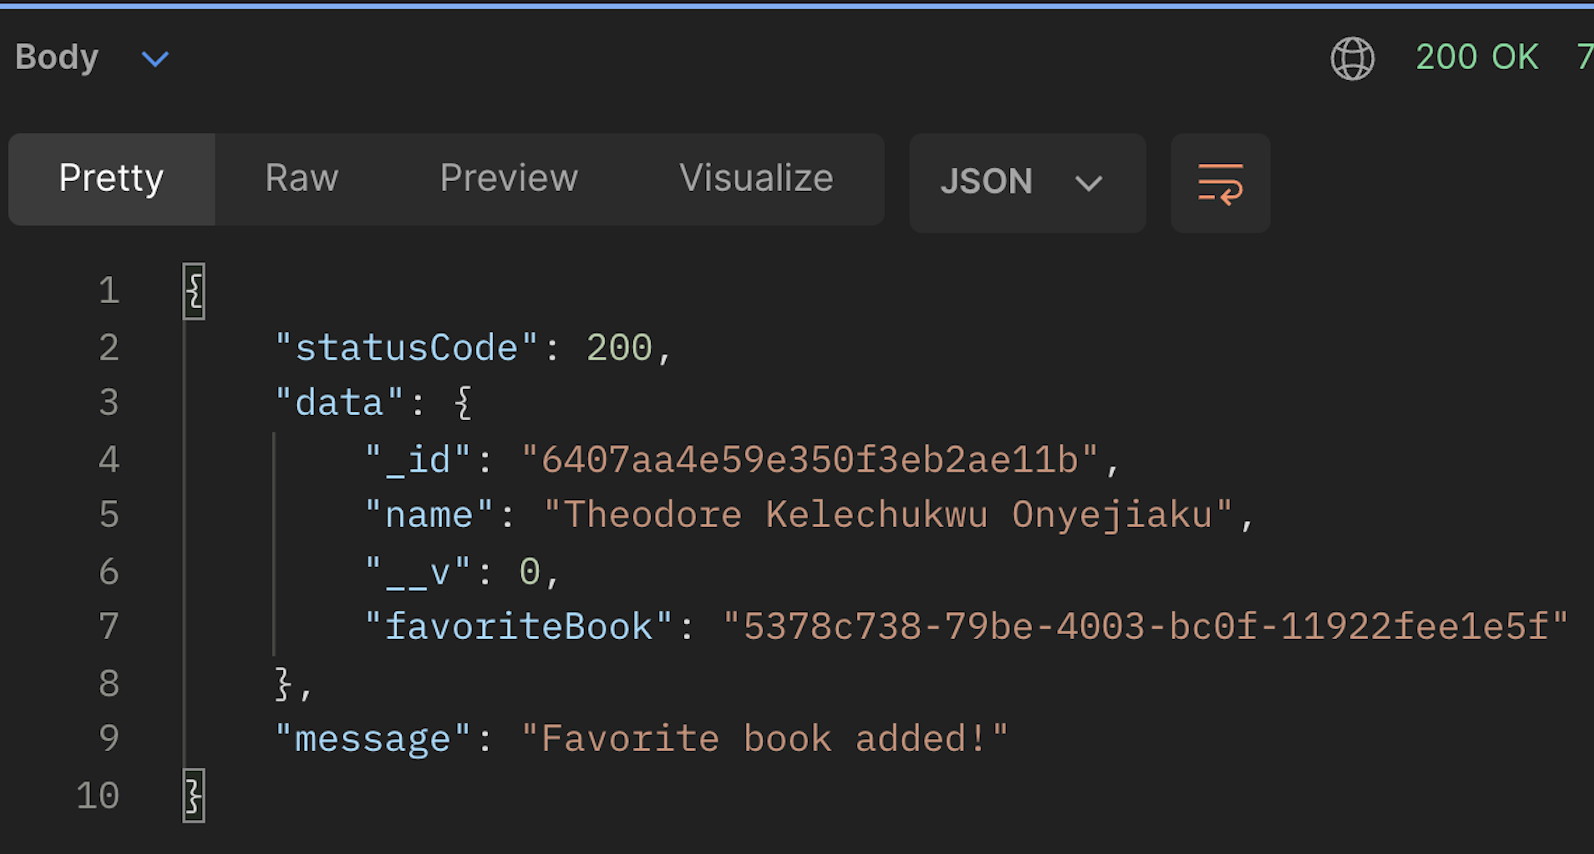 Body 200 OK 7
Pretty Raw Preview Visualize JSON
1 {
2 "statusCode": 200,
3 "data": {
4 "_id": "6407aa4e59e350f3eb2ae11b",
5 "name": "Theodore Kelechukwu Onyejiaku",
6 "__v": 0,
7 "favoriteBook": "5378c738-79be-4003-bc0f-11922fee1e5f"
8 },
9 "message": "Favorite book added!"
10 }